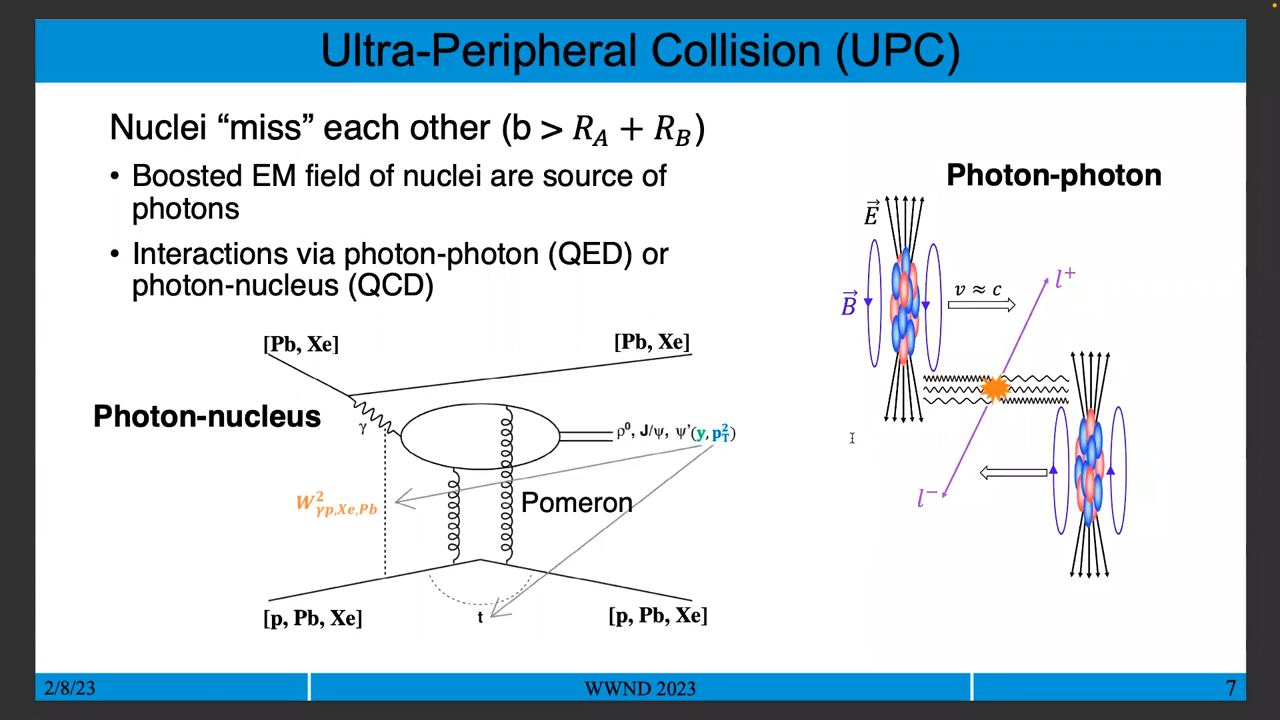 Ultra-Peripheral Collision (UPC)
Nuclei “miss” each other (b > R_A + R_B)
• Boosted EM field of nuclei are source of
photons
• Interactions via photon-photon (QED) or
photon-nucleus (QCD)
[Pb, Xe]
[Pb, Xe]
Photon-nucleus
γ
ρ⁰, J/ψ, ψ'(y, p_T²)
W²_γp,Xe,Pb
Pomeron
[p, Pb, Xe]
t
[p, Pb, Xe]
Photon-photon
E⃗
B⃗
v ≈ c
l⁺
l⁻
2/8/23
WWND 2023
7